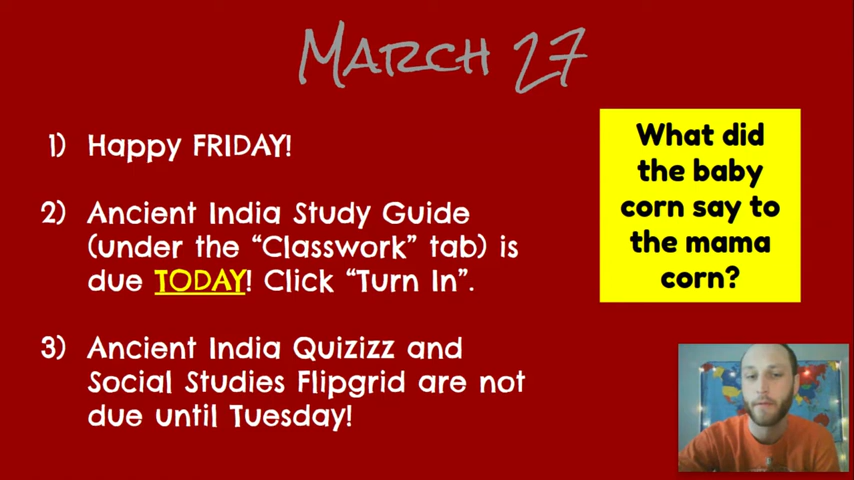 MARCH 27
1) Happy FRIDAY!
2) Ancient India Study Guide
(under the “Classwork” tab) is
due TODAY! Click “Turn In”.
3) Ancient India Quizizz and
Social Studies Flipgrid are not
due until Tuesday!
What did
the baby
corn say to
the mama
corn?